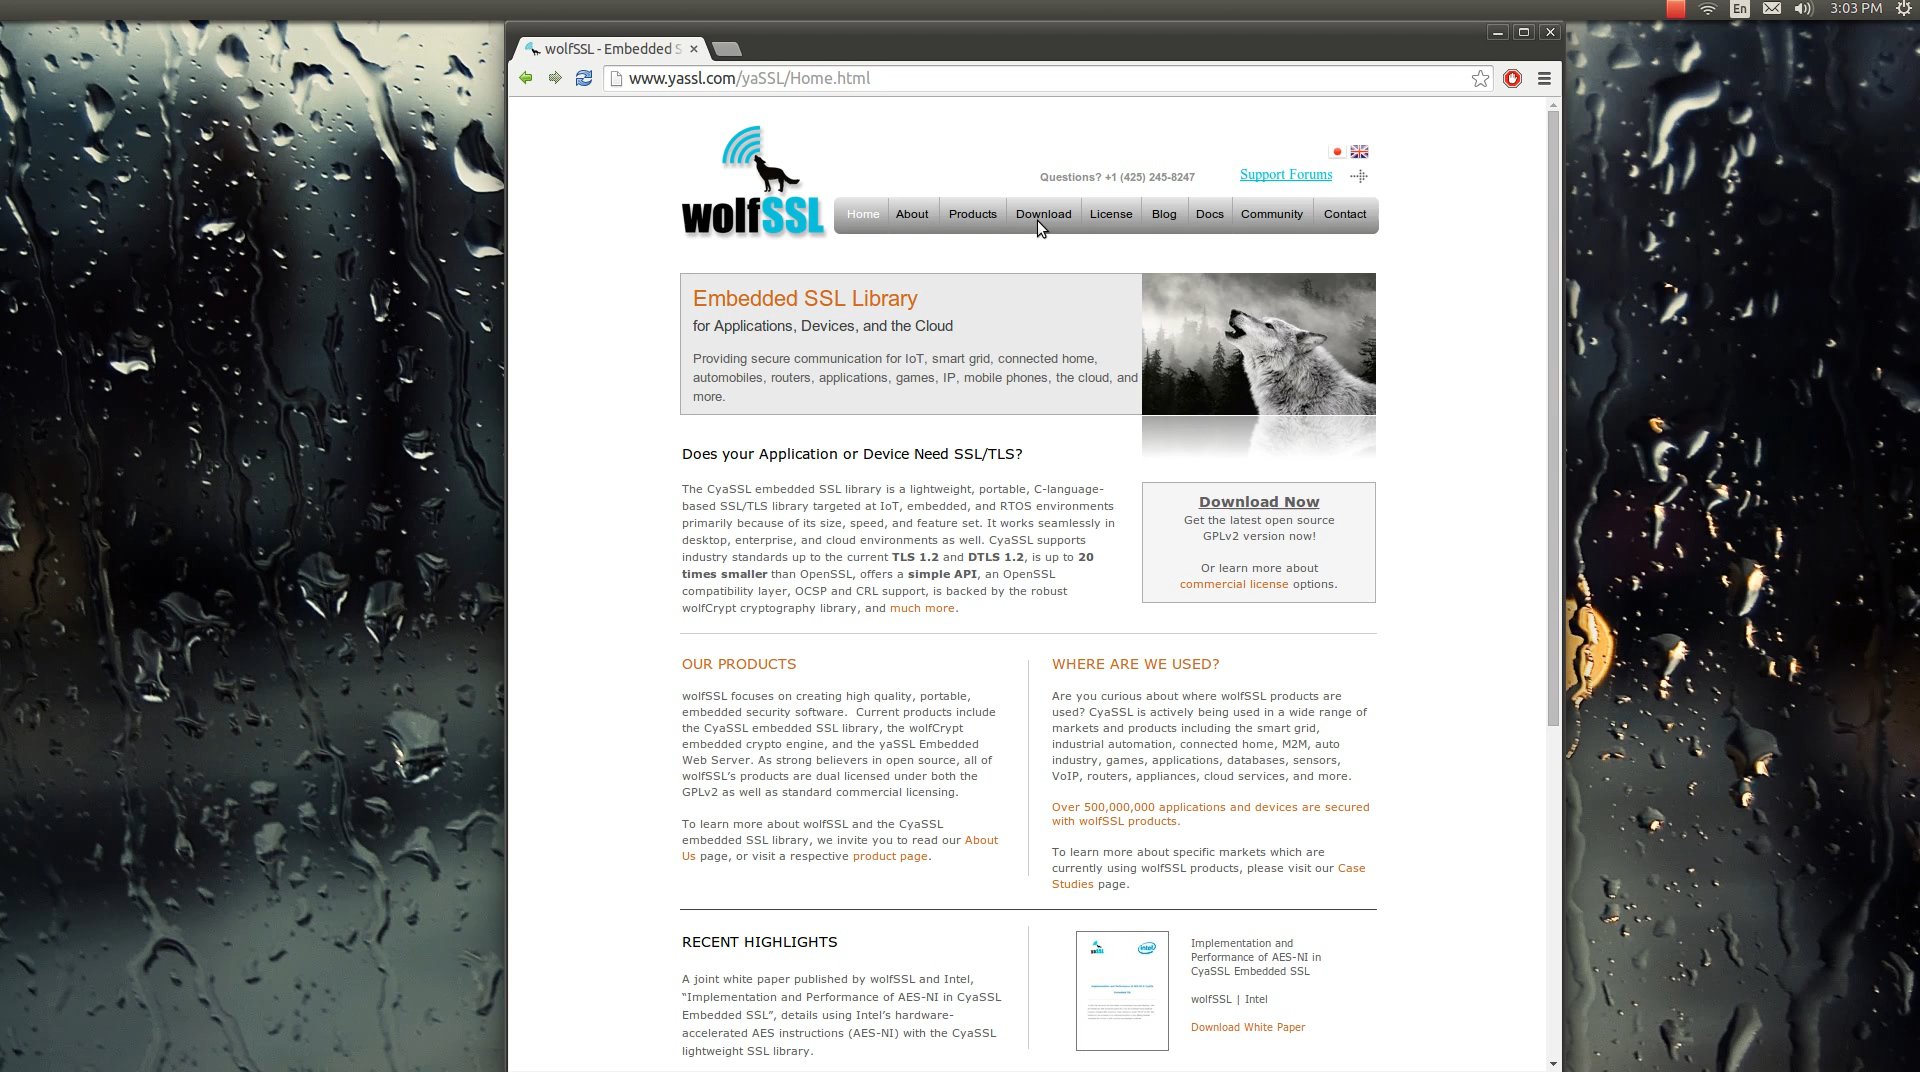 En
3:03 PM
wolfSSL - Embedded S
www.yassl.com/yaSSL/Home.html
Questions? +1 (425) 245-8247
Support Forums
wolfSSL
Home About Products Download License Blog Docs Community Contact
Embedded SSL Library
for Applications, Devices, and the Cloud
Providing secure communication for IoT, smart grid, connected home,
automobiles, routers, applications, games, IP, mobile phones, the cloud, and
more.
Does your Application or Device Need SSL/TLS?
The CyaSSL embedded SSL library is a lightweight, portable, C-language-
based SSL/TLS library targeted at IoT, embedded, and RTOS environments
primarily because of its size, speed, and feature set. It works seamlessly in
desktop, enterprise, and cloud environments as well. CyaSSL supports
industry standards up to the current TLS 1.2 and DTLS 1.2, is up to 20
times smaller than OpenSSL, offers a simple API, an OpenSSL
compatibility layer, OCSP and CRL support, is backed by the robust
wolfCrypt cryptography library, and much more.
Download Now
Get the latest open source
GPLv2 version now!
Or learn more about
commercial license options.
OUR PRODUCTS
wolfSSL focuses on creating high quality, portable,
embedded security software.  Current products include
the CyaSSL embedded SSL library, the wolfCrypt
embedded crypto engine, and the yaSSL Embedded
Web Server. As strong believers in open source, all of
wolfSSL's products are dual licensed under both the
GPLv2 as well as standard commercial licensing.
To learn more about wolfSSL and the CyaSSL
embedded SSL library, we invite you to read our About
Us page, or visit a respective product page.
WHERE ARE WE USED?
Are you curious about where wolfSSL products are
used? CyaSSL is actively being used in a wide range of
markets and products including the smart grid,
industrial automation, connected home, M2M, auto
industry, games, applications, databases, sensors,
VoIP, routers, appliances, cloud services, and more.
Over 500,000,000 applications and devices are secured
with wolfSSL products.
To learn more about specific markets which are
currently using wolfSSL products, please visit our Case
Studies page.
RECENT HIGHLIGHTS
A joint white paper published by wolfSSL and Intel,
“Implementation and Performance of AES-NI in CyaSSL
Embedded SSL”, details using Intel's hardware-
accelerated AES instructions (AES-NI) with the CyaSSL
lightweight SSL library.
intel
Implementation and
Performance of AES-NI in
CyaSSL Embedded SSL
wolfSSL | Intel
Download White Paper